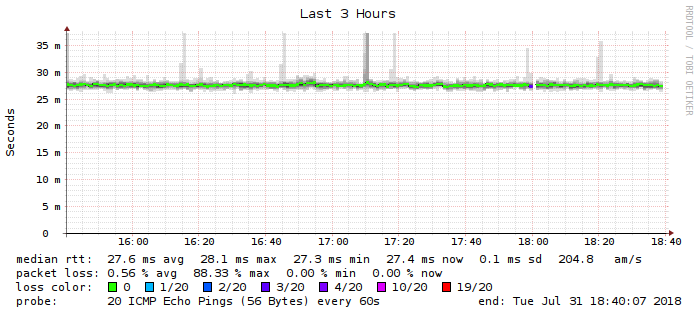 Last 3 Hours
RRDTOOL / TOBI OETIKER
Seconds
35 m
30 m
25 m
20 m
15 m
10 m
5 m
0
16:00 16:20 16:40 17:00 17:20 17:40 18:00 18:20 18:40
median rtt: 27.6 ms avg 28.1 ms max 27.3 ms min 27.4 ms now 0.1 ms sd 204.8 am/s
packet loss: 0.56 % avg 88.33 % max 0.00 % min 0.00 % now
loss color: 0 1/20 2/20 3/20 4/20 10/20 19/20
probe: 20 ICMP Echo Pings (56 Bytes) every 60s end: Tue Jul 31 18:40:07 2018